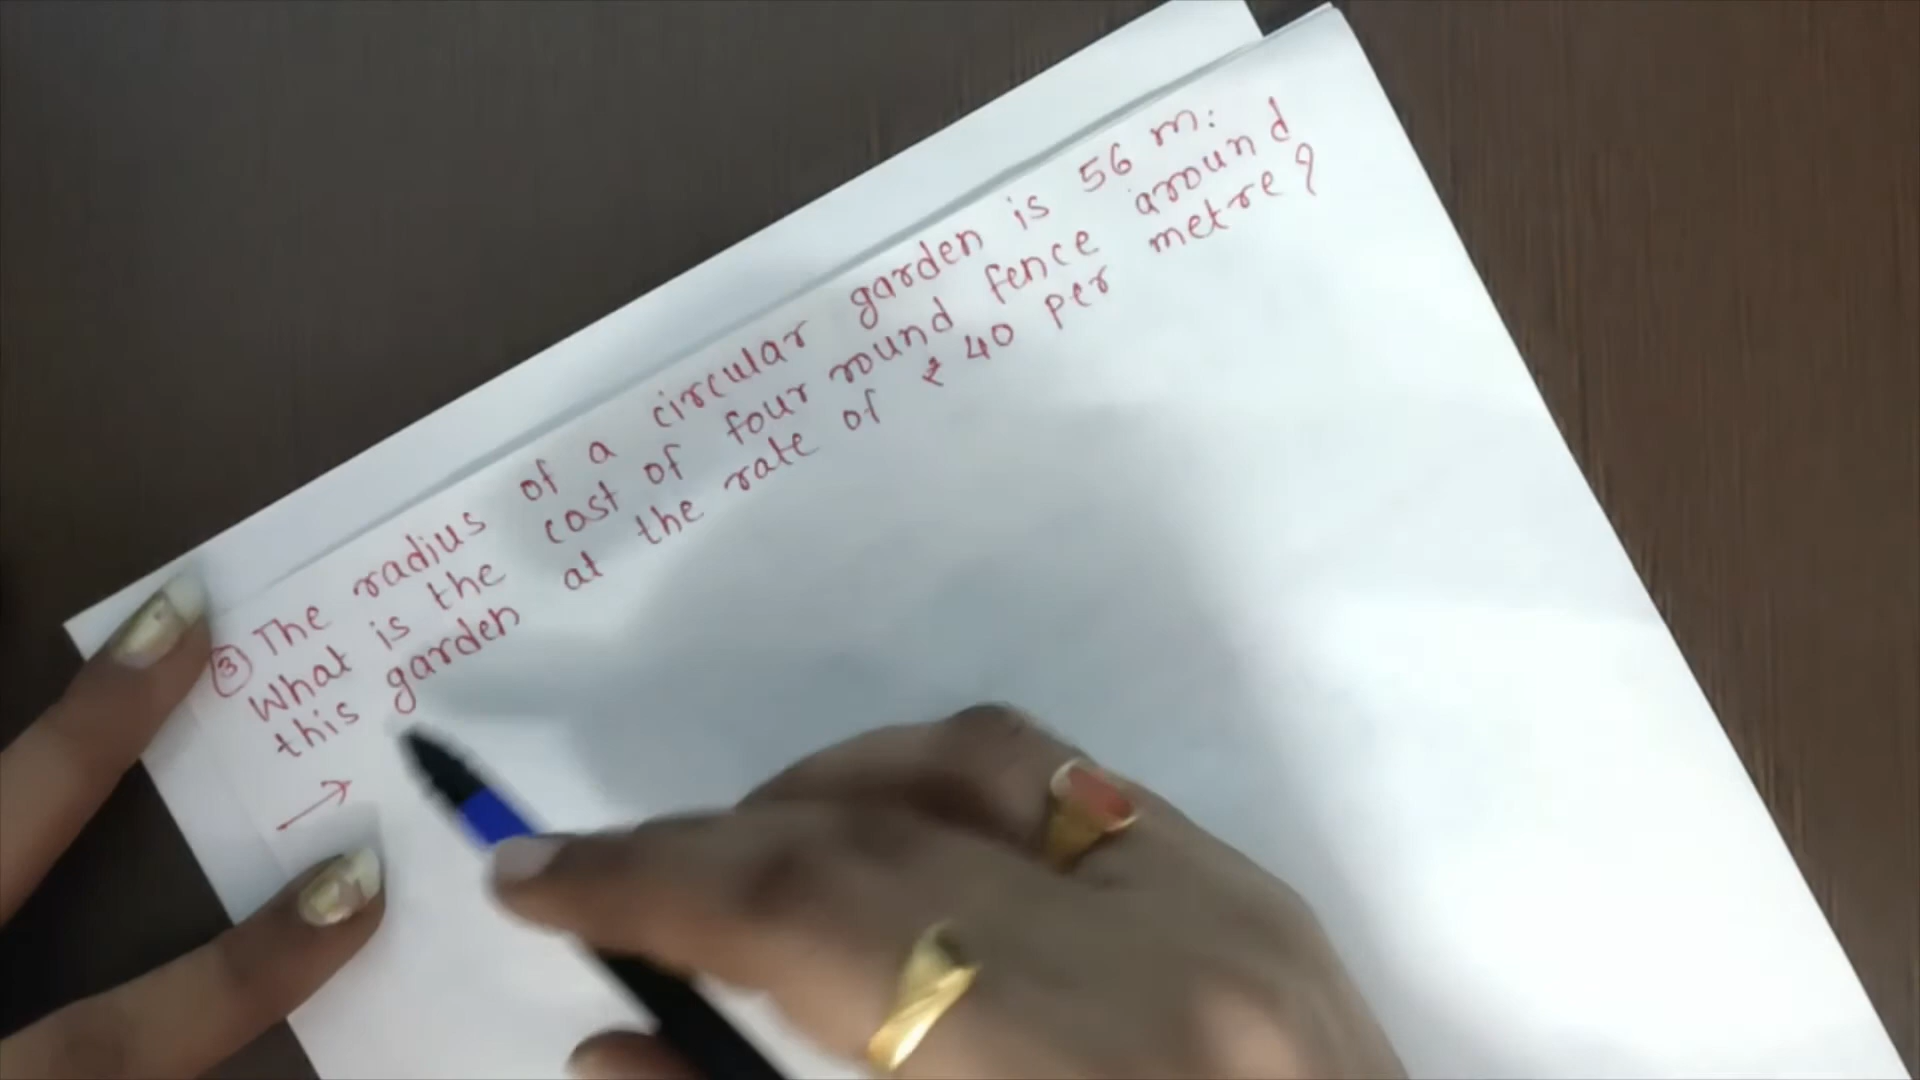 ③ The radius of a circular garden is 56 m.
What is the cost of four round fence around
this garden at the rate of ₹ 40 per metre?
→